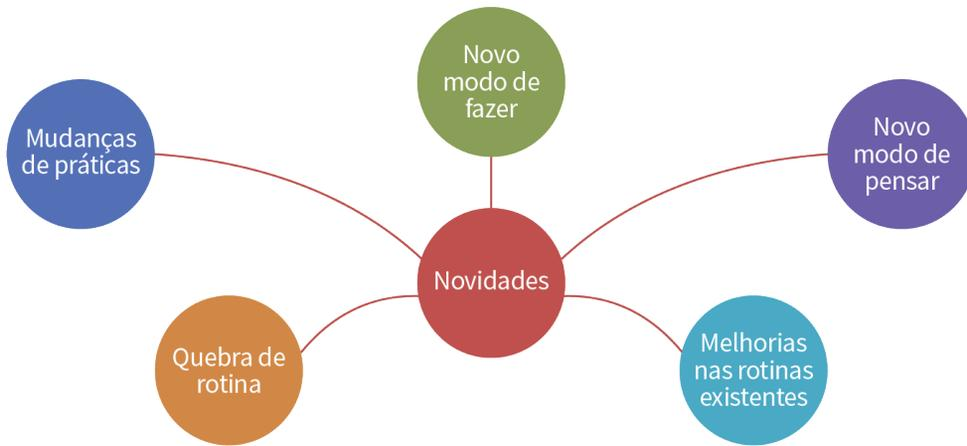 Novo
modo de
fazer
Mudanças
de práticas
Novo
modo de
pensar
Novidades
Quebra de
rotina
Melhorias
nas rotinas
existentes